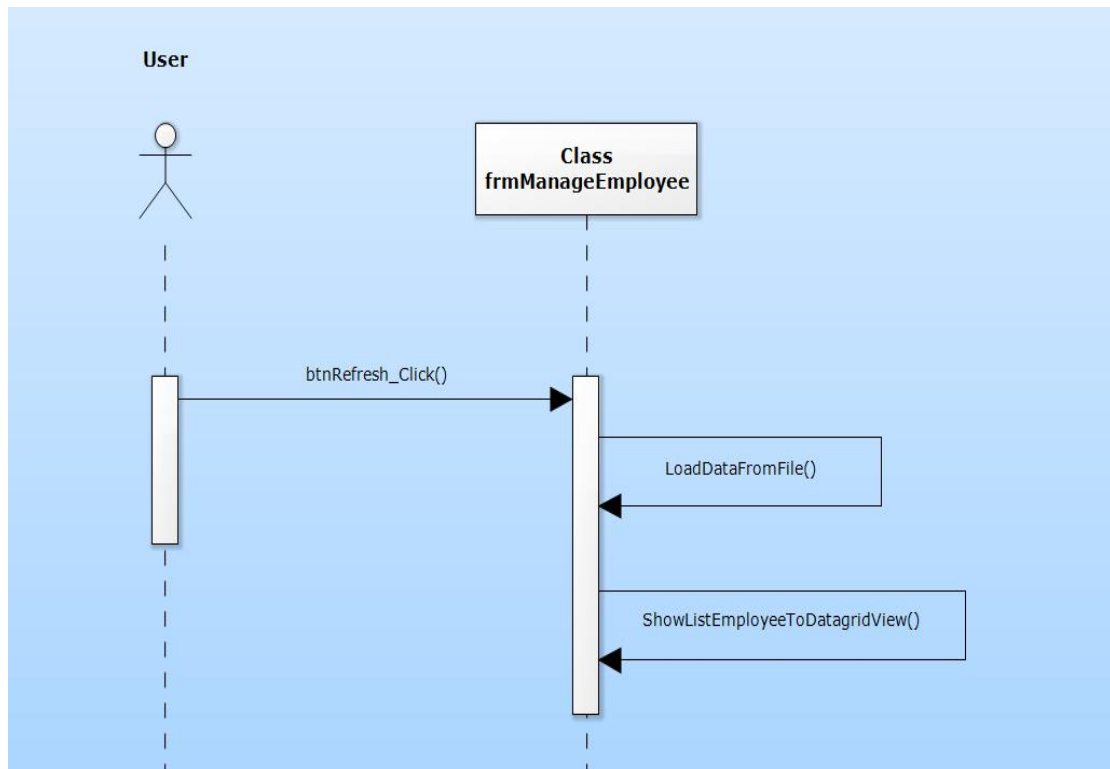 User
Class
frmManageEmployee
btnRefresh_Click()
LoadDataFromFile()
ShowListEmployeeToDatagridView()